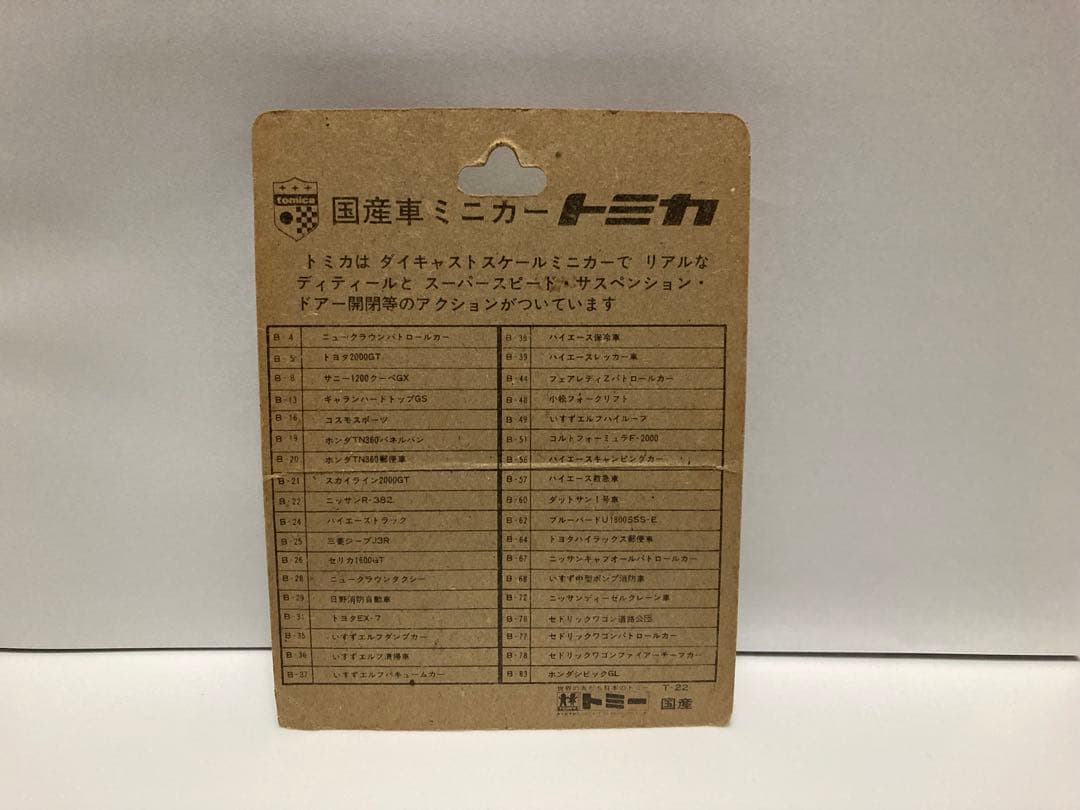 tomica 国産車ミニカー トミカ
トミカは ダイキャストスケールミニカーで リアルな
ディティールと スーパースピード・サスペンション・
ドアー開閉等のアクションがついています
B-4 ニュークラウンパトロールカー
B-5 トヨタ2000GT
B-8 サニー1200クーペGX
B-13 ギャランハードトップGS
B-16 コスモスポーツ
B-19 ホンダTN360パネルバン
B-20 ホンダTN360郵便車
B-21 スカイライン2000GT
B-22 ニッサンR-382
B-24 ハイエーストラック
B-25 三菱ジープJ3R
B-26 セリカ1600GT
B-28 ニュークラウンタクシー
B-29 日野消防自動車
B-31 トヨタEX-7
B-35 いすずエルフダンプカー
B-36 いすずエルフ清掃車
B-37 いすずエルフバキュームカー
B-38 ハイエース保冷車
B-39 ハイエースレッカー車
B-44 フェアレディZパトロールカー
B-48 小松フォークリフト
B-49 いすずエルフハイルーフ
B-51 コルトフォーミュラF-2000
B-56 ハイエースキャンピングカー
B-57 ハイエース救急車
B-60 ダットサン1号車
B-62 ブルーバードU1800SSS-E
B-64 トヨタハイラックス郵便車
B-67 ニッサンキャブオールパトロールカー
B-68 いすず中型ポンプ消防車
B-72 ニッサンディーゼルクレーン車
B-76 セドリックワゴン道路公団
B-77 セドリックワゴンパトロールカー
B-78 セドリックワゴンファイアーチーフカー
B-83 ホンダシビックGL
世界の友だち日本のトミー T-22
トミー 国産